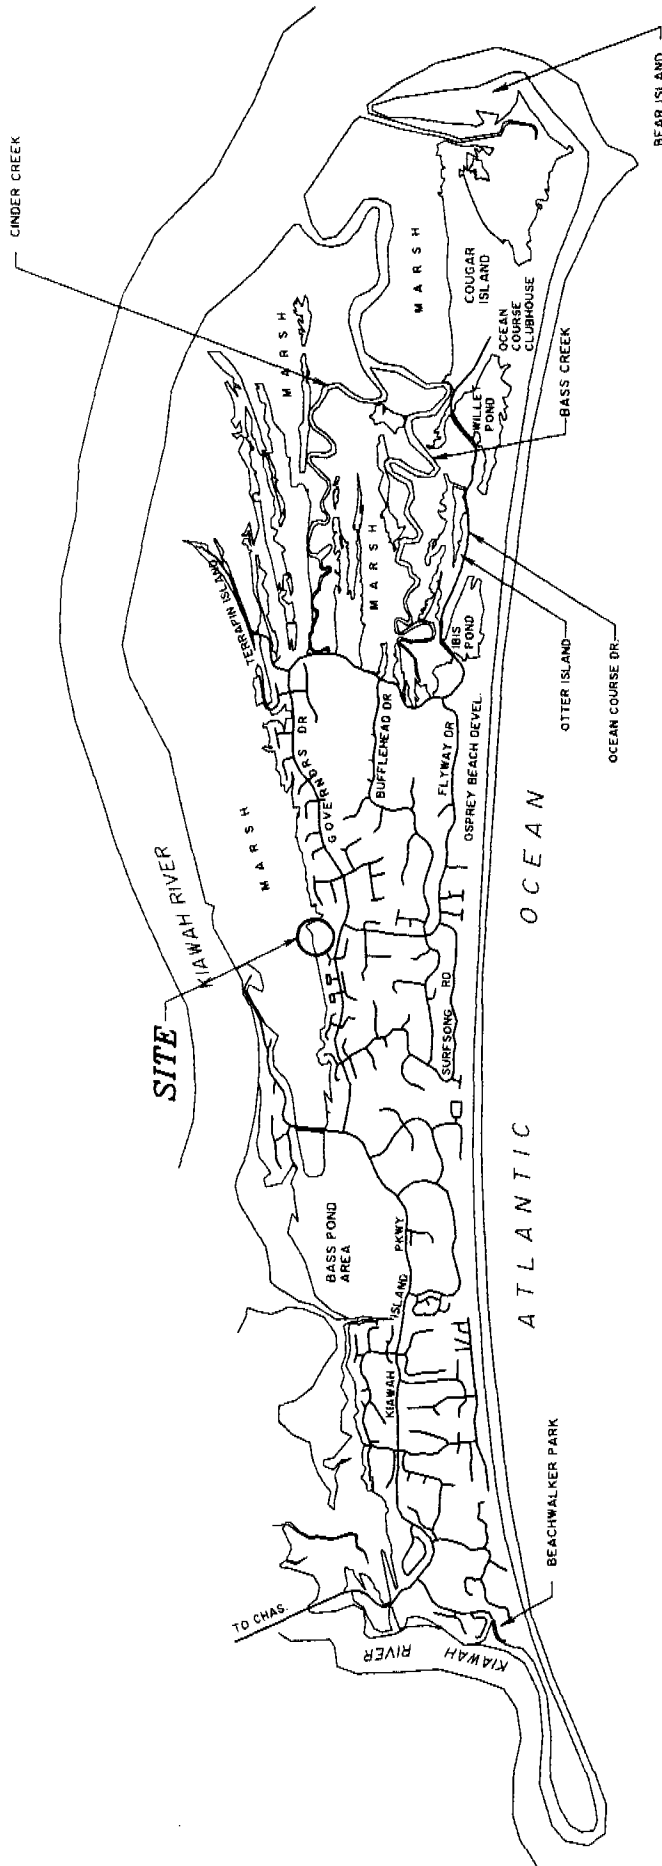 CINDER CREEK
BEAR ISLAND
MARSH
MARSH
COUGAR
ISLAND
OCEAN
COURSE
CLUBHOUSE
WILLET
POND
BASS CREEK
MARSH
TERRAPIN ISLAND
IBIS
POND
OTTER ISLAND
OCEAN COURSE DR.
GOVERNORS DR
BUFFLEHEAD DR
FLYWAY DR
OSPREY BEACH DEVEL.
MARSH
KIAWAH RIVER
SITE
SURFSONG RD
ATLANTIC OCEAN
BASS POND
AREA
KIAWAH ISLAND PKWY
BEACHWALKER PARK
TO CHAS.
KIAWAH RIVER